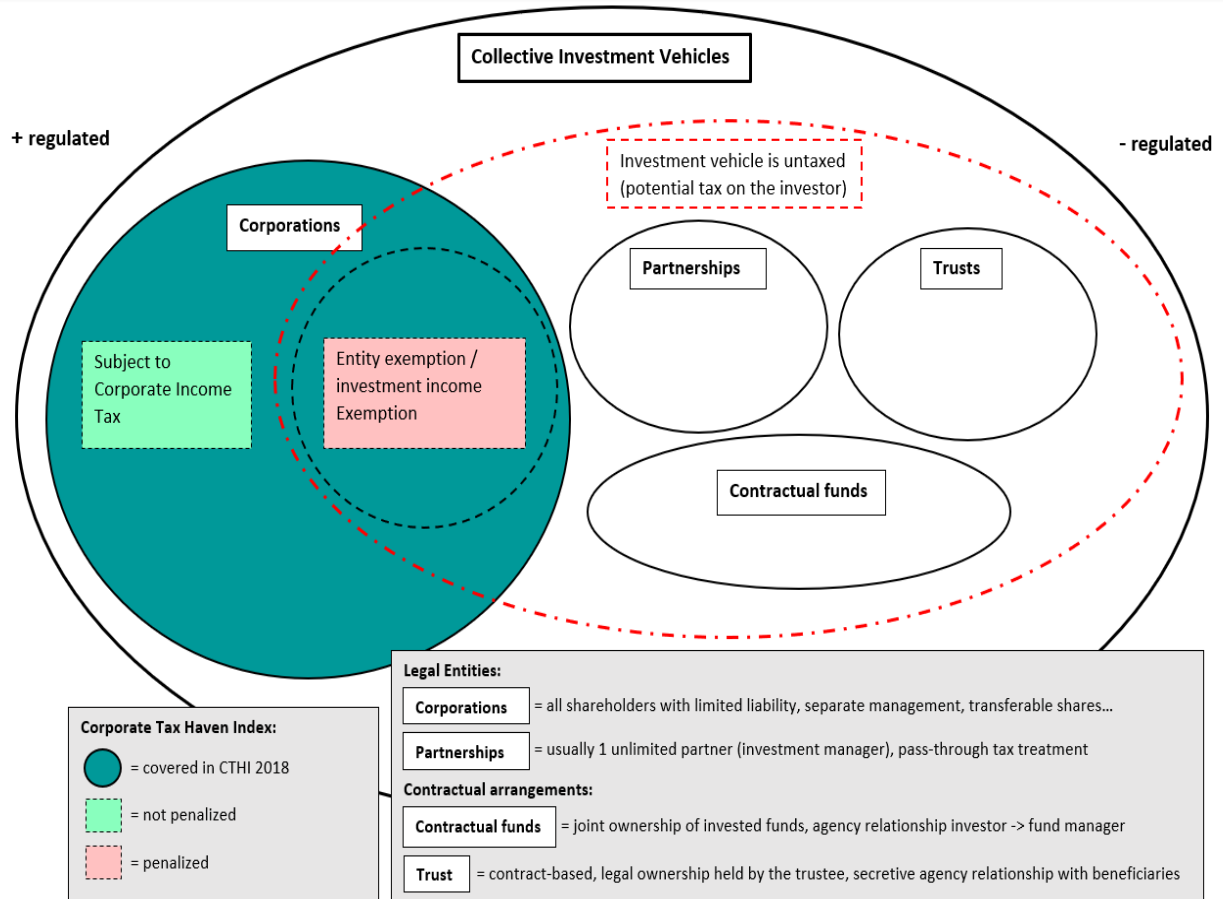 Collective Investment Vehicles
+ regulated
- regulated
Investment vehicle is untaxed
(potential tax on the investor)
Corporations
Partnerships
Trusts
Subject to
Corporate Income
Tax
Entity exemption /
investment income
Exemption
Contractual funds
Corporate Tax Haven Index:
= covered in CTHI 2018
= not penalized
= penalized
Legal Entities:
Corporations = all shareholders with limited liability, separate management, transferable shares...
Partnerships = usually 1 unlimited partner (investment manager), pass-through tax treatment
Contractual arrangements:
Contractual funds = joint ownership of invested funds, agency relationship investor -> fund manager
Trust = contract-based, legal ownership held by the trustee, secretive agency relationship with beneficiaries